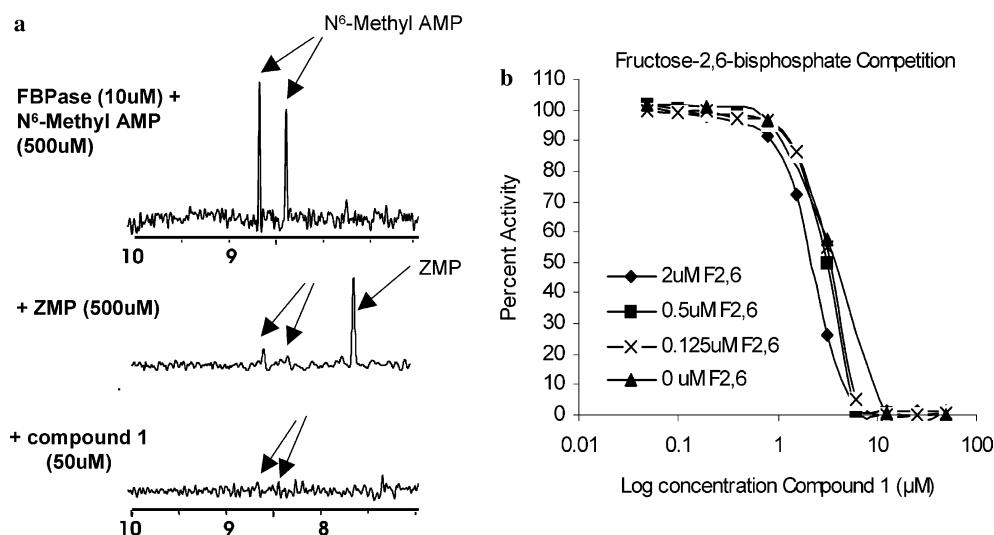 a
N⁶-Methyl AMP
FBPase (10uM) +
N⁶-Methyl AMP
(500uM)
10 9
ZMP
+ ZMP (500uM)
+ compound 1
(50uM)
10 9 8
b
Fructose-2,6-bisphosphate Competition
110
100
90
80
70
60
50
40
30
20
10
0
Percent Activity
2uM F2,6
0.5uM F2,6
0.125uM F2,6
0 uM F2,6
0.01 0.1 1 10 100
Log concentration Compound 1 (µM)